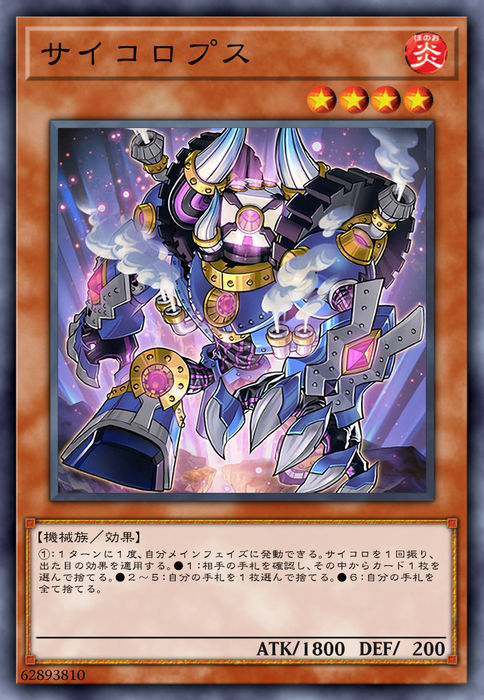 サイコロプス
ほのお
炎
【機械族／効果】
①：１ターンに１度、自分メインフェイズに発動できる。サイコロを１回振り、
出た目の効果を適用する。●１：相手の手札を確認し、その中からカード１枚を
選んで捨てる。●２～５：自分の手札を１枚選んで捨てる。●６：自分の手札を
全て捨てる。
ATK/1800 DEF/ 200
62893810